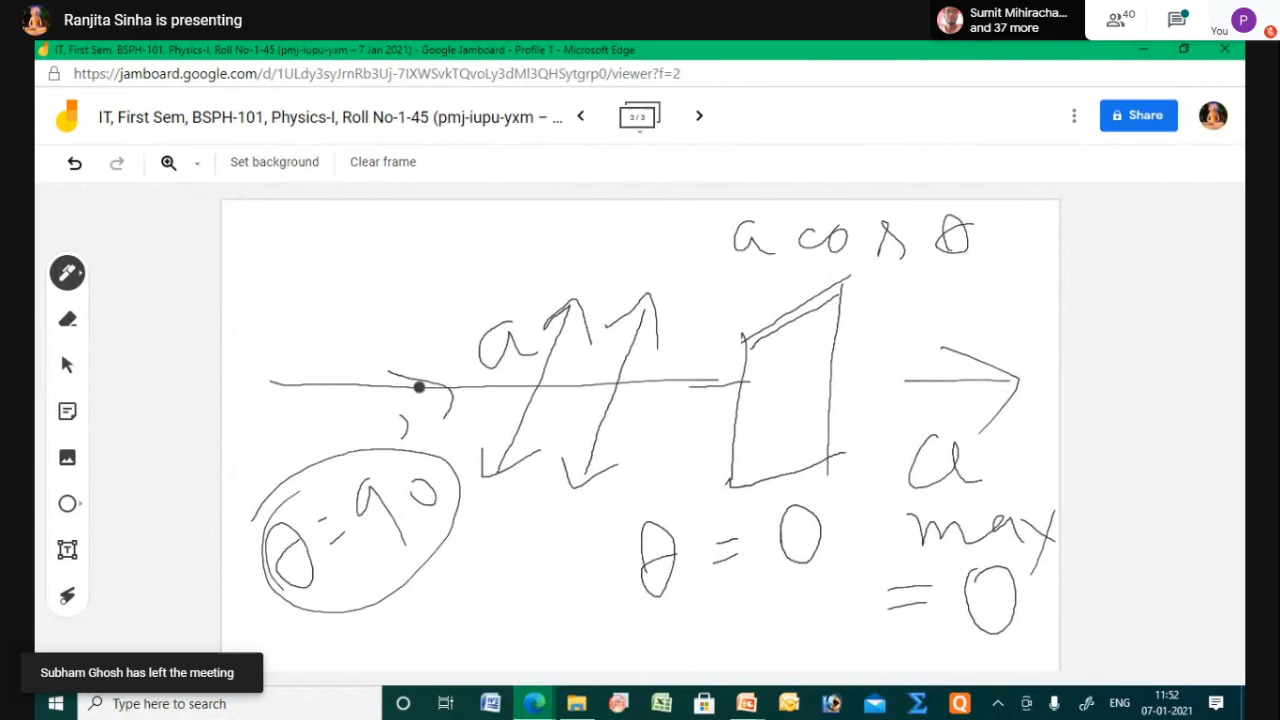 Ranjita Sinha is presenting
Sumit Mihiracha...
and 37 more
40
You
P
IT, First Sem, BSPH-101, Physics-I, Roll No-1-45 (pmj-iupu-yxm – 7 Jan 2021) - Google Jamboard - Profile 1 - Microsoft Edge
https://jamboard.google.com/d/1ULdy3syJrnRb3Uj-7IXWSvkTQvoLy3dMl3QHSytgrp0/viewer?f=2
IT, First Sem, BSPH-101, Physics-I, Roll No-1-45 (pmj-iupu-yxm – ...
3 / 3
Share
Set background
Clear frame
a cos θ
a
θ = 90
θ = 0
a
max
= 0
Subham Ghosh has left the meeting
Type here to search
ENG
11:52
07-01-2021